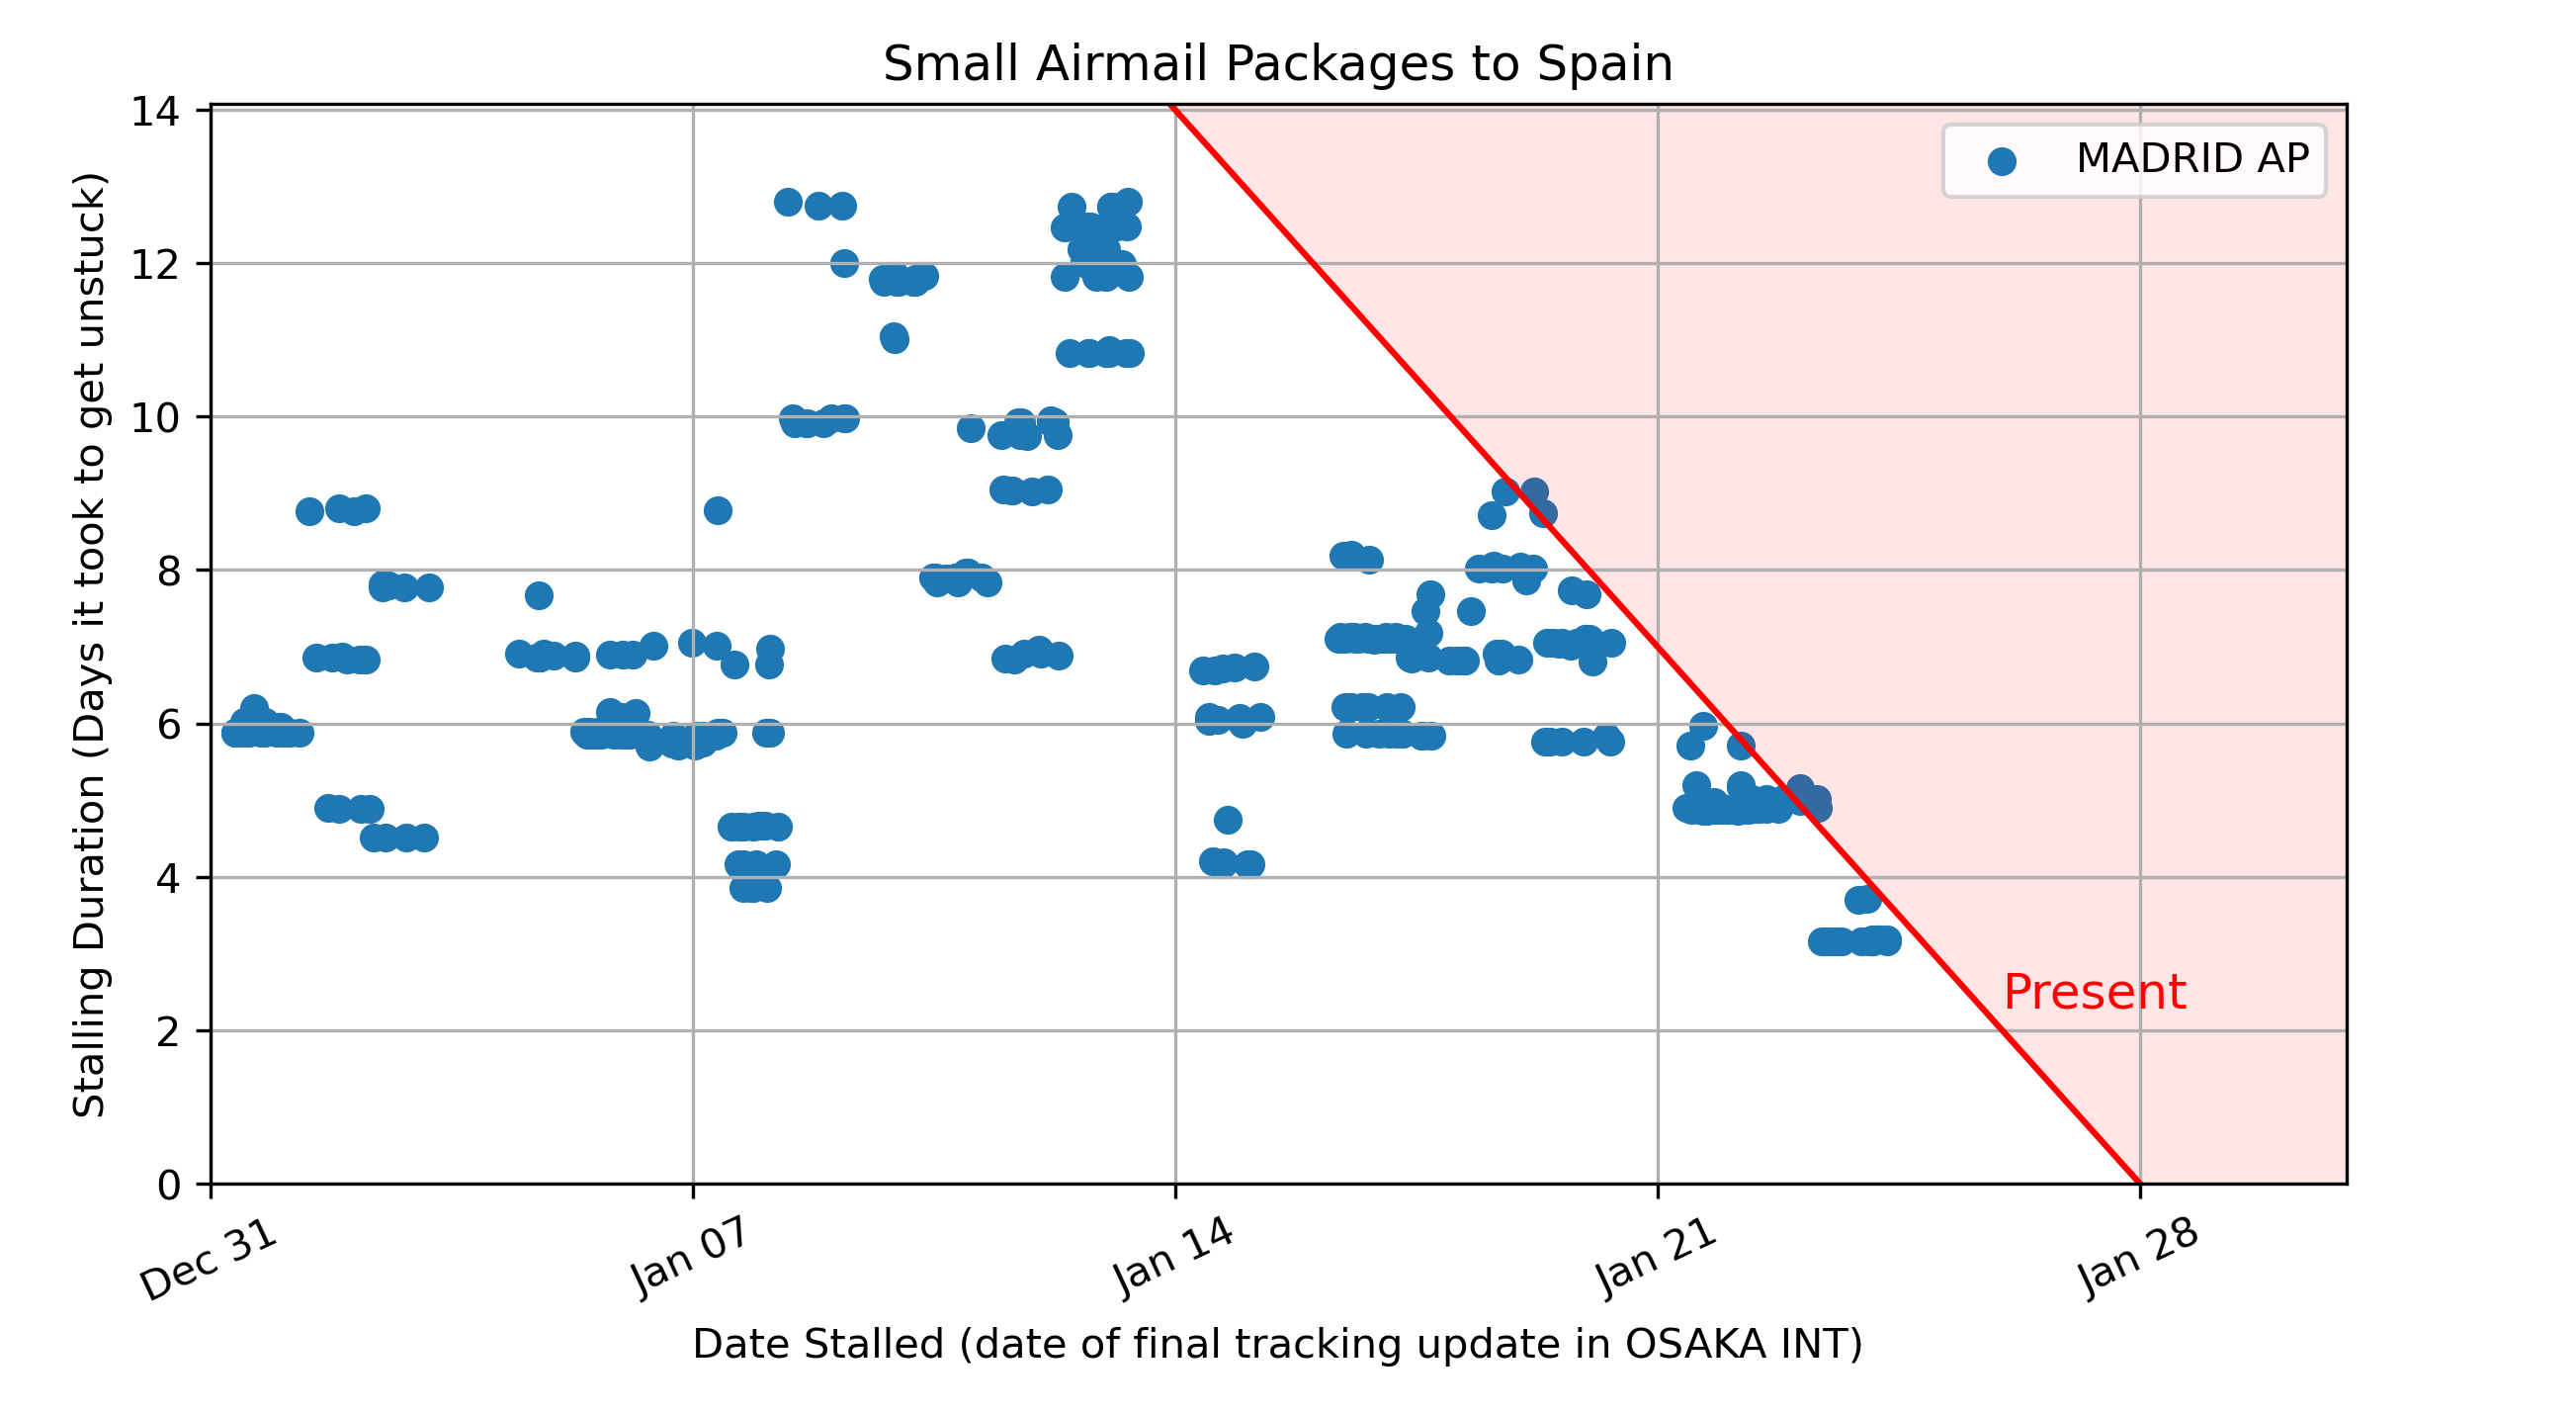 Small Airmail Packages to Spain
MADRID AP
Stalling Duration (Days it took to get unstuck)
14
12
10
8
6
4
2
0
Present
Dec 31
Jan 07
Jan 14
Jan 21
Jan 28
Date Stalled (date of final tracking update in OSAKA INT)